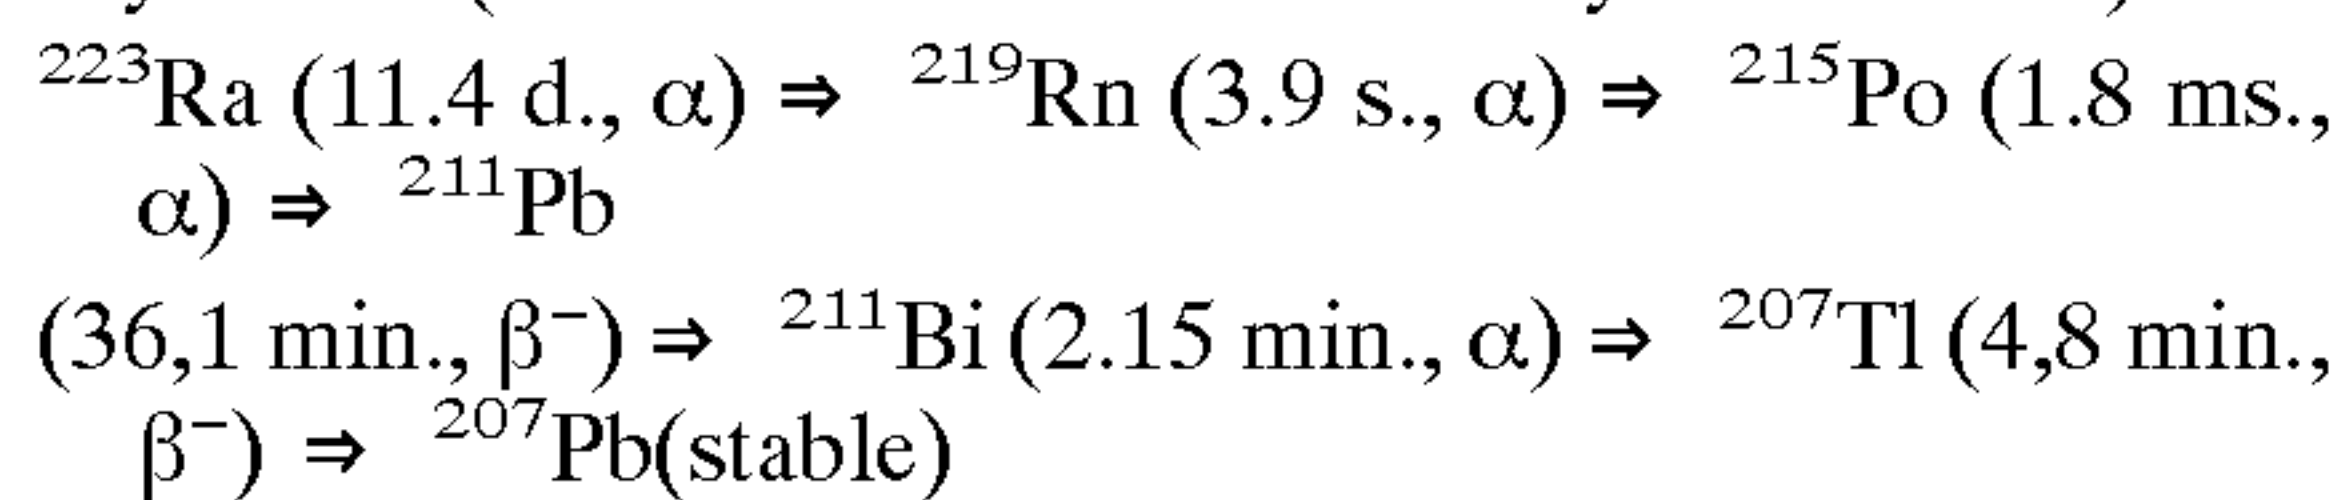 ²²³Ra (11.4 d., α) ⇒ ²¹⁹Rn (3.9 s., α) ⇒ ²¹⁵Po (1.8 ms.,
α) ⇒ ²¹¹Pb
(36,1 min., β⁻) ⇒ ²¹¹Bi (2.15 min., α) ⇒ ²⁰⁷Tl (4,8 min.,
β⁻) ⇒ ²⁰⁷Pb(stable)